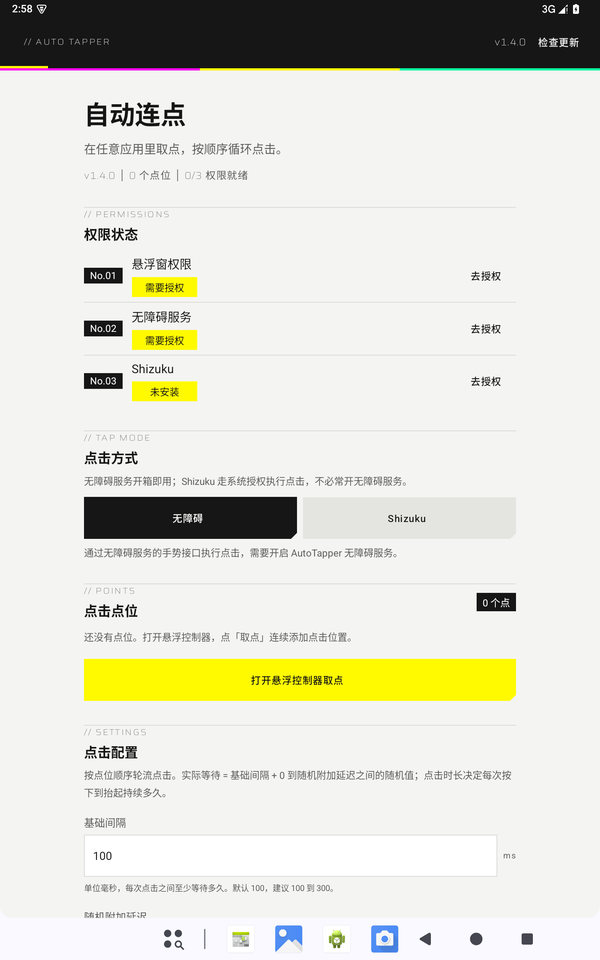 2:58
3G
// AUTO TAPPER
v1.4.0 检查更新
自动连点
在任意应用里取点，按顺序循环点击。
v1.4.0 | 0 个点位 | 0/3 权限就绪
// PERMISSIONS
权限状态
No.01
悬浮窗权限
需要授权
去授权
No.02
无障碍服务
需要授权
去授权
No.03
Shizuku
未安装
去授权
// TAP MODE
点击方式
无障碍服务开箱即用；Shizuku 走系统授权执行点击，不必常开无障碍服务。
无障碍
Shizuku
通过无障碍服务的手势接口执行点击，需要开启 AutoTapper 无障碍服务。
// POINTS
点击点位
0 个点
还没有点位。打开悬浮控制器，点「取点」连续添加点击位置。
打开悬浮控制器取点
// SETTINGS
点击配置
按点位顺序轮流点击。实际等待 = 基础间隔 + 0 到随机附加延迟之间的随机值；点击时长决定每次按
下到抬起持续多久。
基础间隔
100
ms
单位毫秒，每次点击之间至少等待多久。默认 100，建议 100 到 300。
随机附加延迟